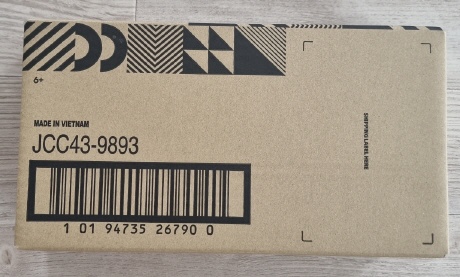 6+
MADE IN VIETNAM
JCC43-9893
1 01 94735 26790 0
SHIPPING LABEL HERE